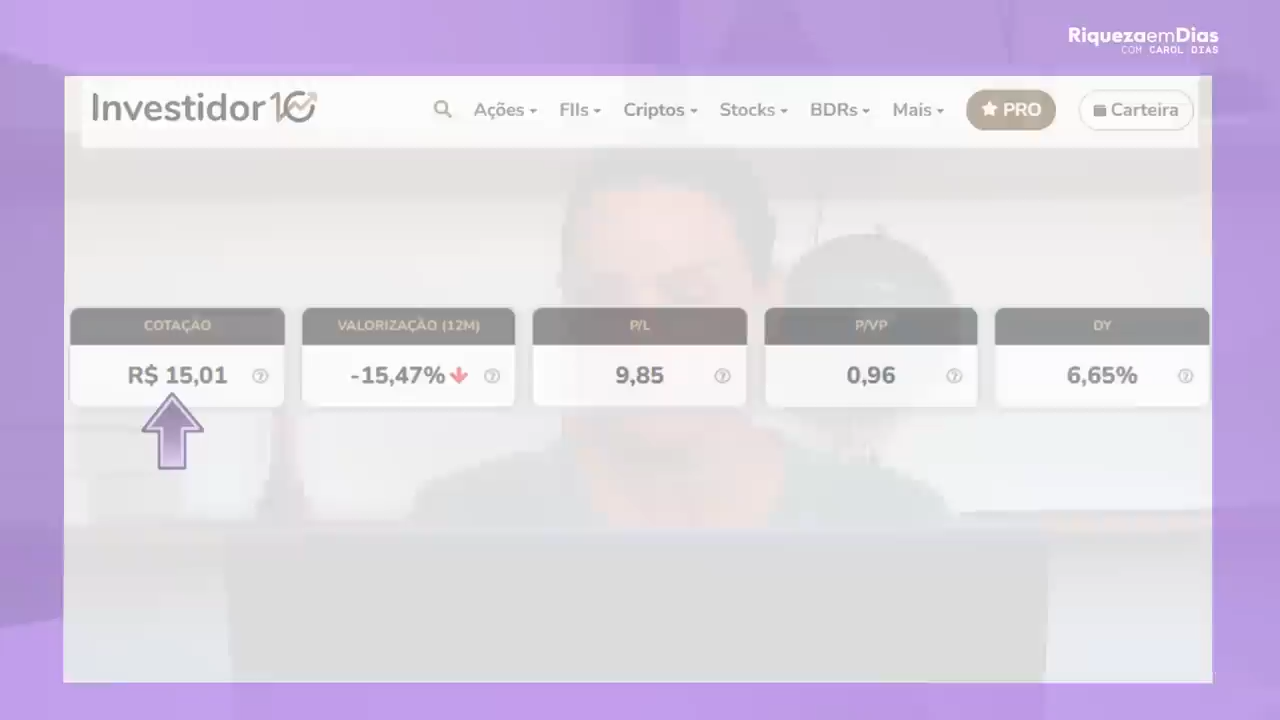 RiquezaemDias
COM CAROL DIAS
Investidor10
Ações
FIIs
Criptos
Stocks
BDRs
Mais
PRO
Carteira
COTAÇÃO
VALORIZAÇÃO (12M)
P/L
P/VP
DY
R$ 15,01
-15,47%
9,85
0,96
6,65%